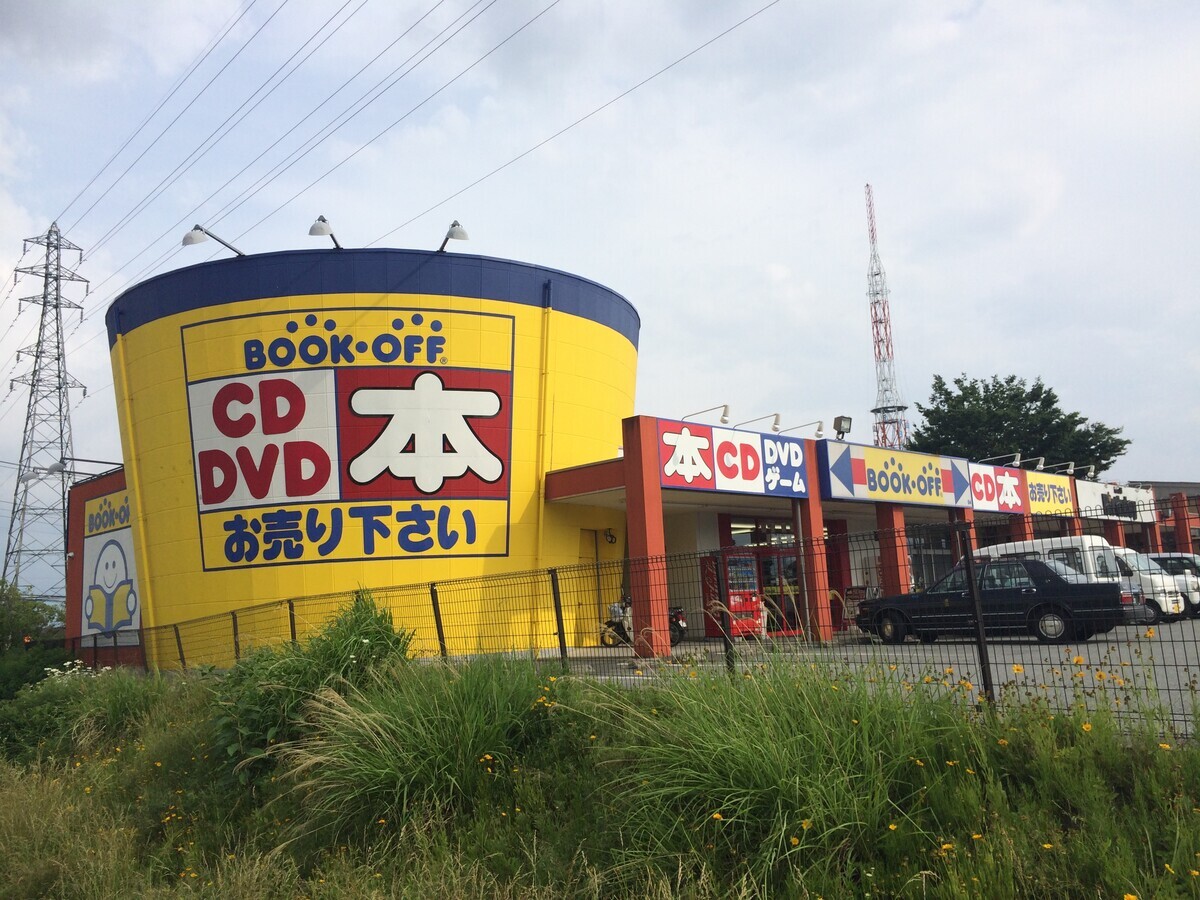 BOOK・OFF®
CD
DVD
本
お売り下さい
BOOK・OFF
本 CD DVD
ゲーム
BOOK・OFF
CD 本 お売り下さい